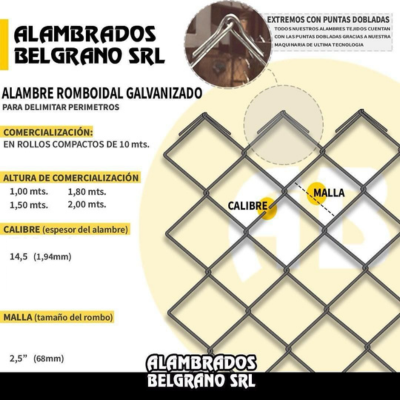 ALAMBRADOS
BELGRANO SRL
EXTREMOS CON PUNTAS DOBLADAS
TODOS NUESTROS ALAMBRES TEJIDOS CUENTAN
CON LAS PUNTAS DOBLADAS GRACIAS A NUESTRA
MAQUINARIA DE ULTIMA TECNOLOGIA
ALAMBRE ROMBOIDAL GALVANIZADO
PARA DELIMITAR PERIMETROS
COMERCIALIZACIÓN:
EN ROLLOS COMPACTOS DE 10 mts.
ALTURA DE COMERCIALIZACIÓN
1,00 mts. 1,80 mts.
1,50 mts. 2,00 mts.
MALLA
CALIBRE
CALIBRE (espesor del alambre)
14,5 (1,94mm)
MALLA (tamaño del rombo)
2,5” (68mm)
ALAMBRADOS
BELGRANO SRL